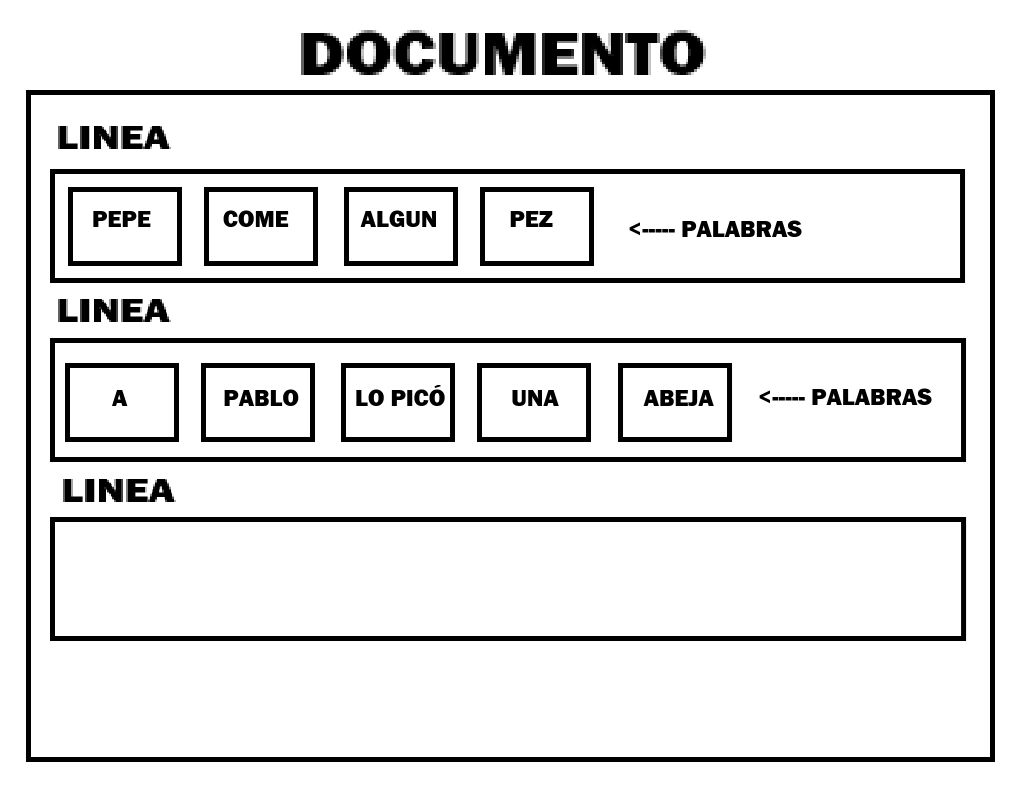 DOCUMENTO
LINEA
PEPE COME ALGUN PEZ <----- PALABRAS
LINEA
A PABLO LO PICÓ UNA ABEJA <----- PALABRAS
LINEA